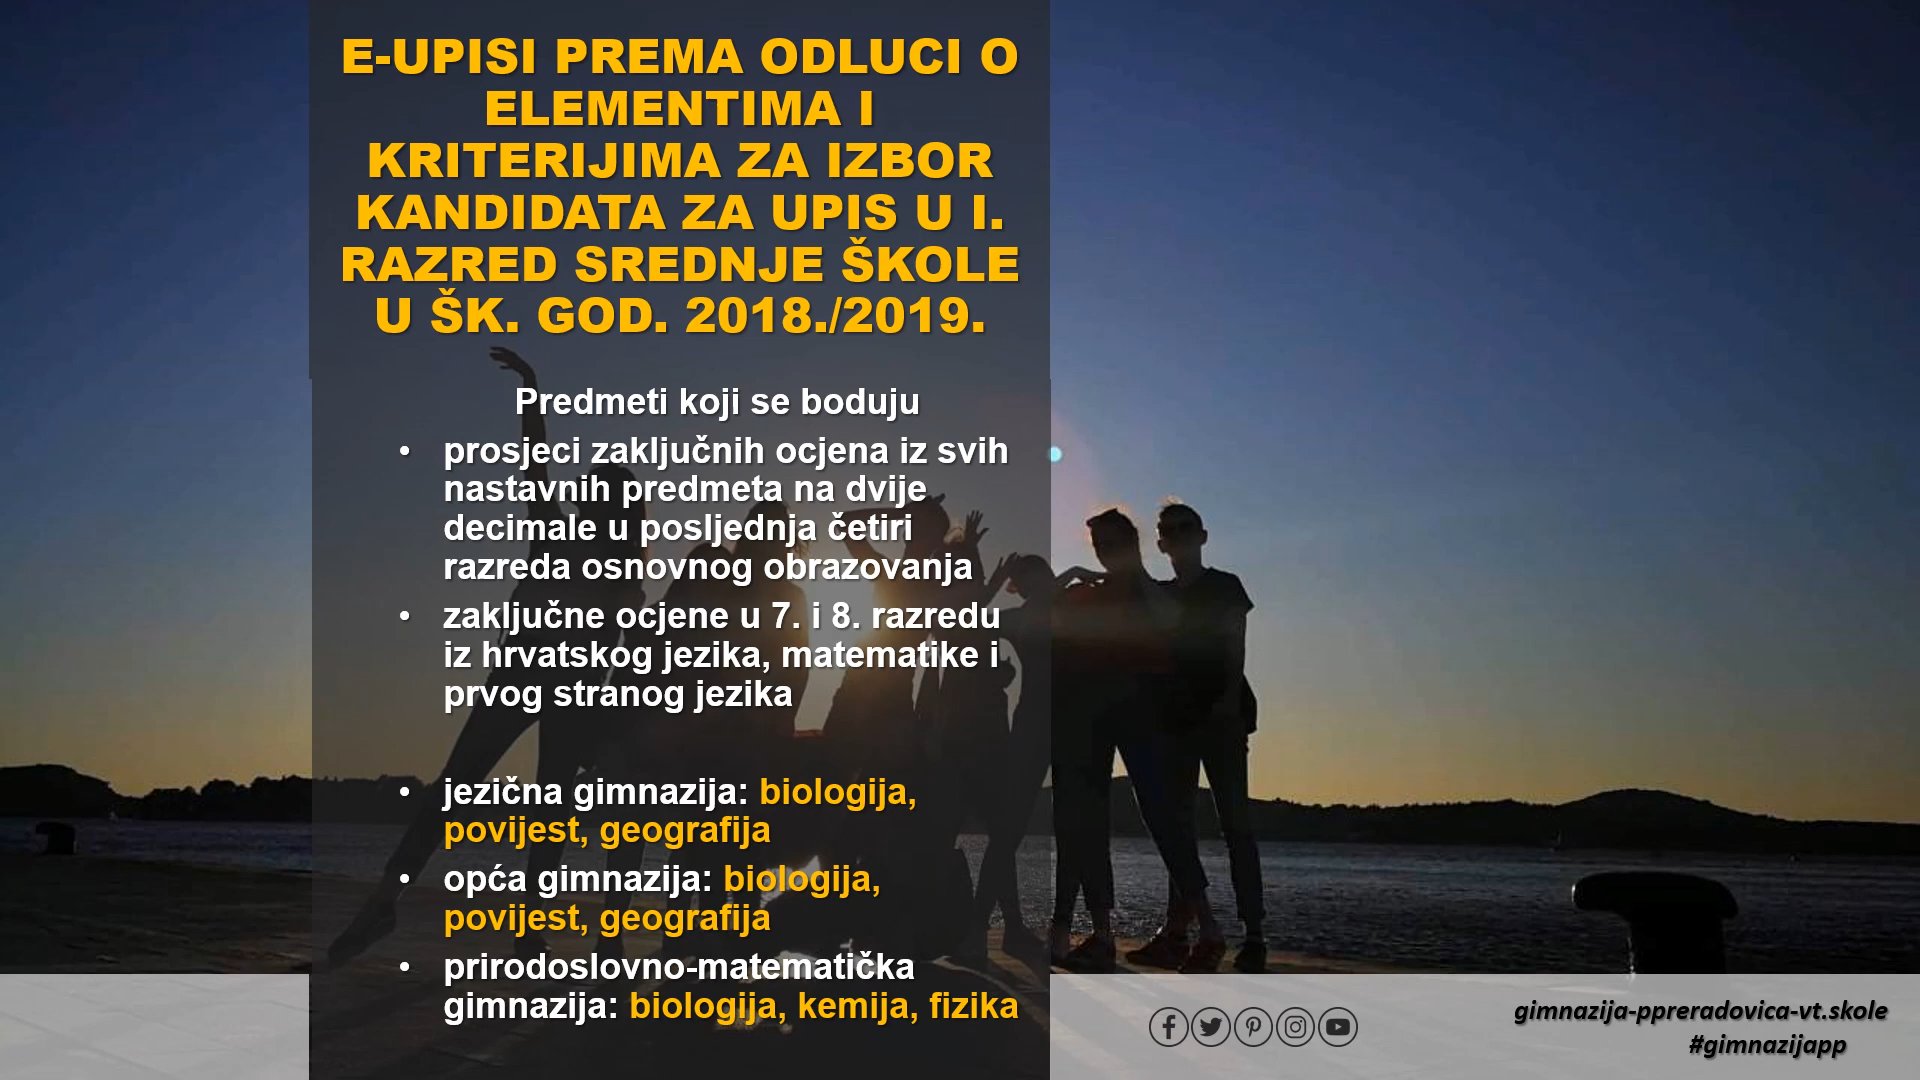 E-UPISI PREMA ODLUCI O
ELEMENTIMA I
KRITERIJIMA ZA IZBOR
KANDIDATA ZA UPIS U I.
RAZRED SREDNJE ŠKOLE
U ŠK. GOD. 2018./2019.
Predmeti koji se boduju
• prosjeci zaključnih ocjena iz svih
nastavnih predmeta na dvije
decimale u posljednja četiri
razreda osnovnog obrazovanja
• zaključne ocjene u 7. i 8. razredu
iz hrvatskog jezika, matematike i
prvog stranog jezika
• jezična gimnazija: biologija,
povijest, geografija
• opća gimnazija: biologija,
povijest, geografija
• prirodoslovno-matematička
gimnazija: biologija, kemija, fizika
gimnazija-ppreradovica-vt.skole
#gimnazijapp